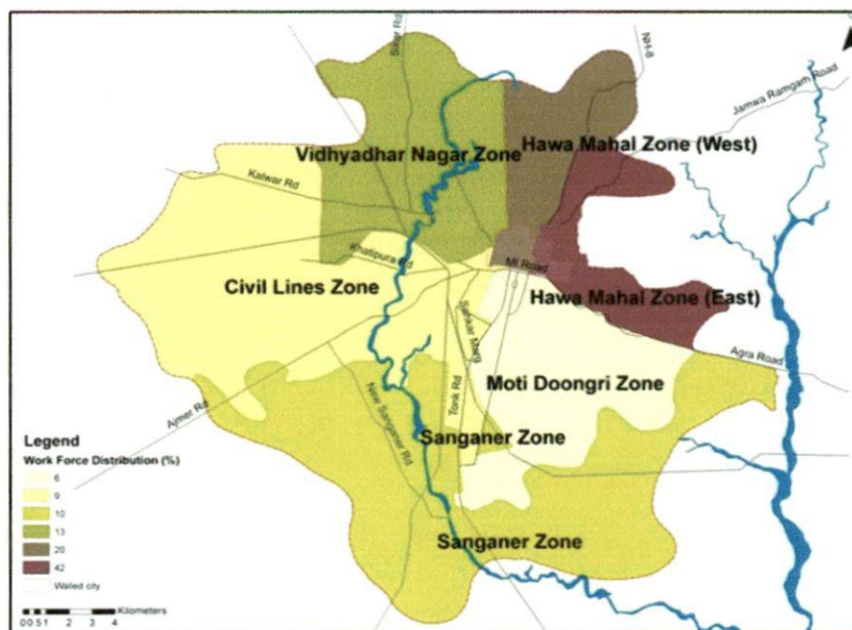 Sikar Rd
NH-8
Jamwa Ramgarh Road
Vidhyadhar Nagar Zone
Hawa Mahal Zone (West)
Kalwar Rd
Khatipura Rd
MI Road
Civil Lines Zone
Hawa Mahal Zone (East)
Sahkar Marg
Agra Road
Moti Doongri Zone
Tonk Rd
New Sanganer Rd
Ajmer Rd
Sanganer Zone
Sanganer Zone
Legend
Work Force Distribution (%)
6
9
10
13
20
42
Walled city
Kilometers
0 0.5 1 2 3 4